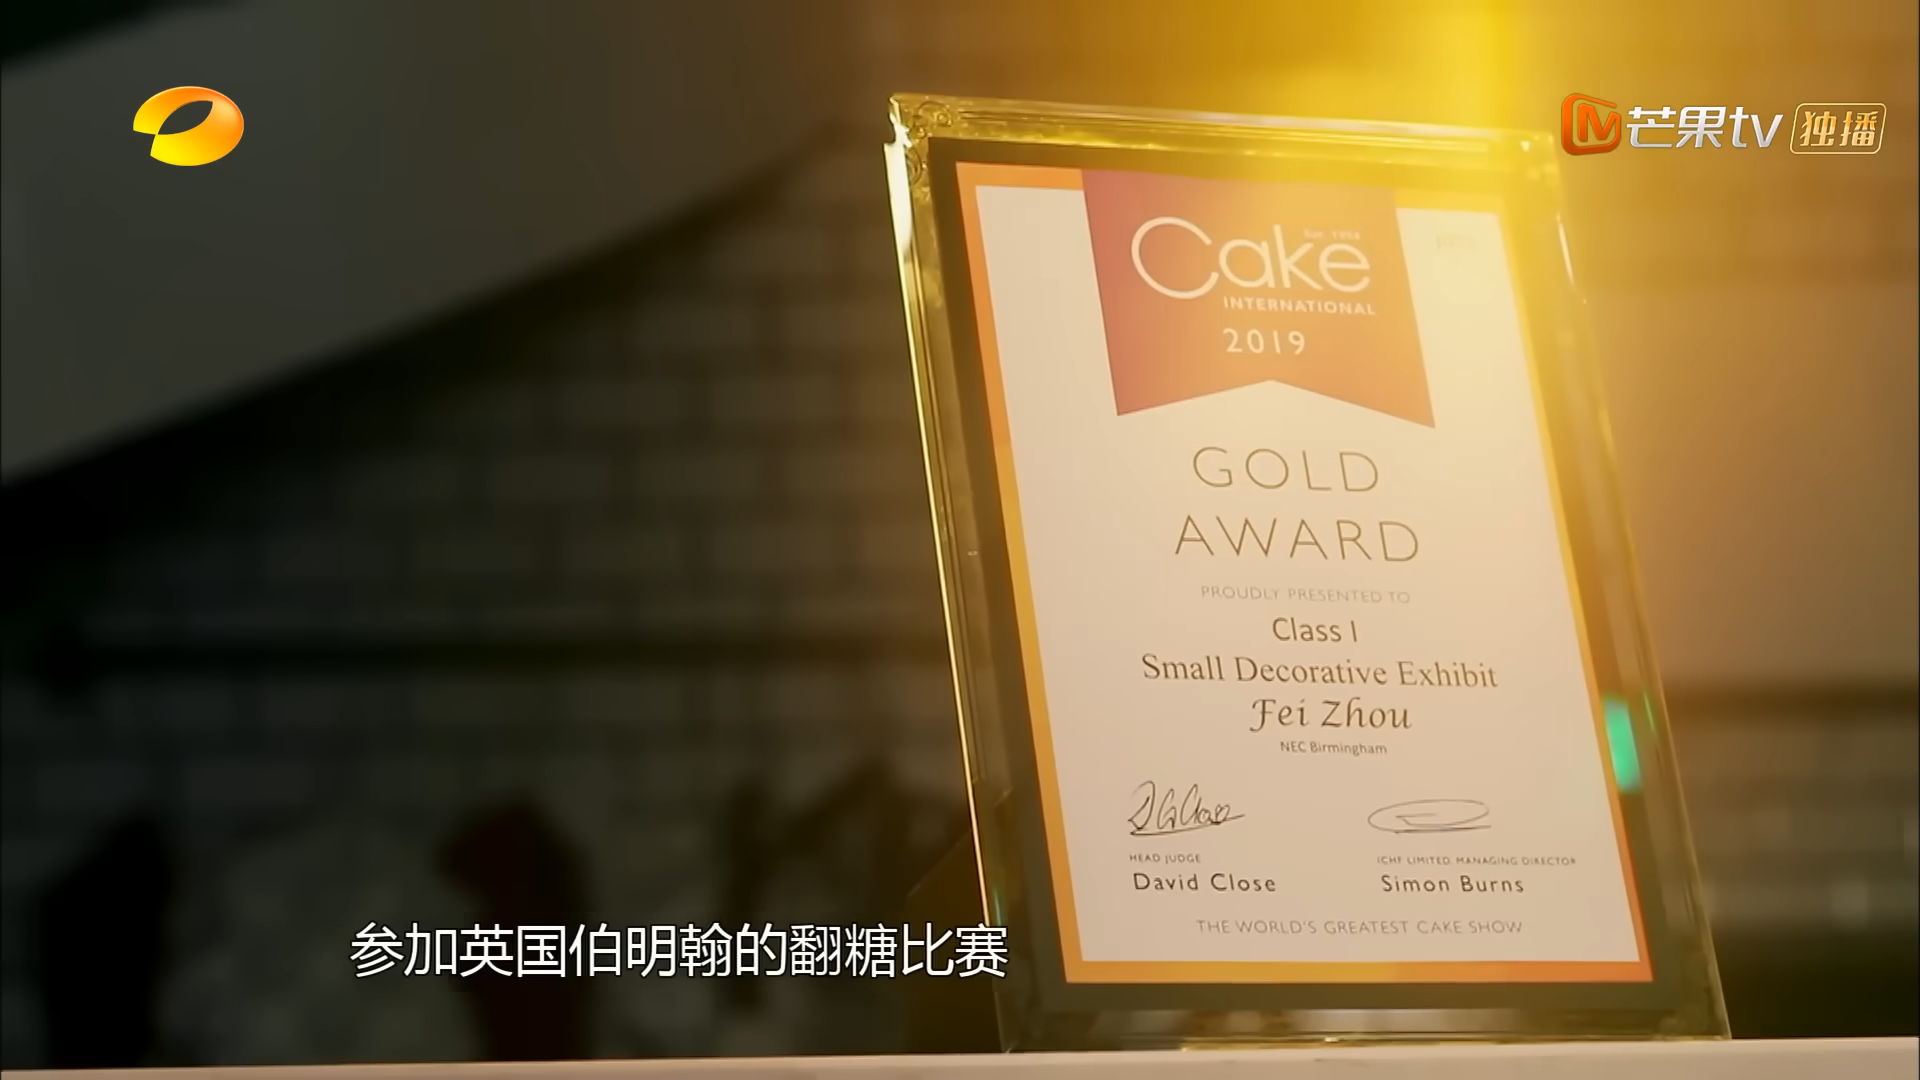 芒果tv 独播
Cake
INTERNATIONAL
2019
GOLD
AWARD
PROUDLY PRESENTED TO
Class I
Small Decorative Exhibit
Fei Zhou
NEC Birmingham
HEAD JUDGE
David Close
ICHF LIMITED MANAGING DIRECTOR
Simon Burns
THE WORLD'S GREATEST CAKE SHOW
参加英国伯明翰的翻糖比赛